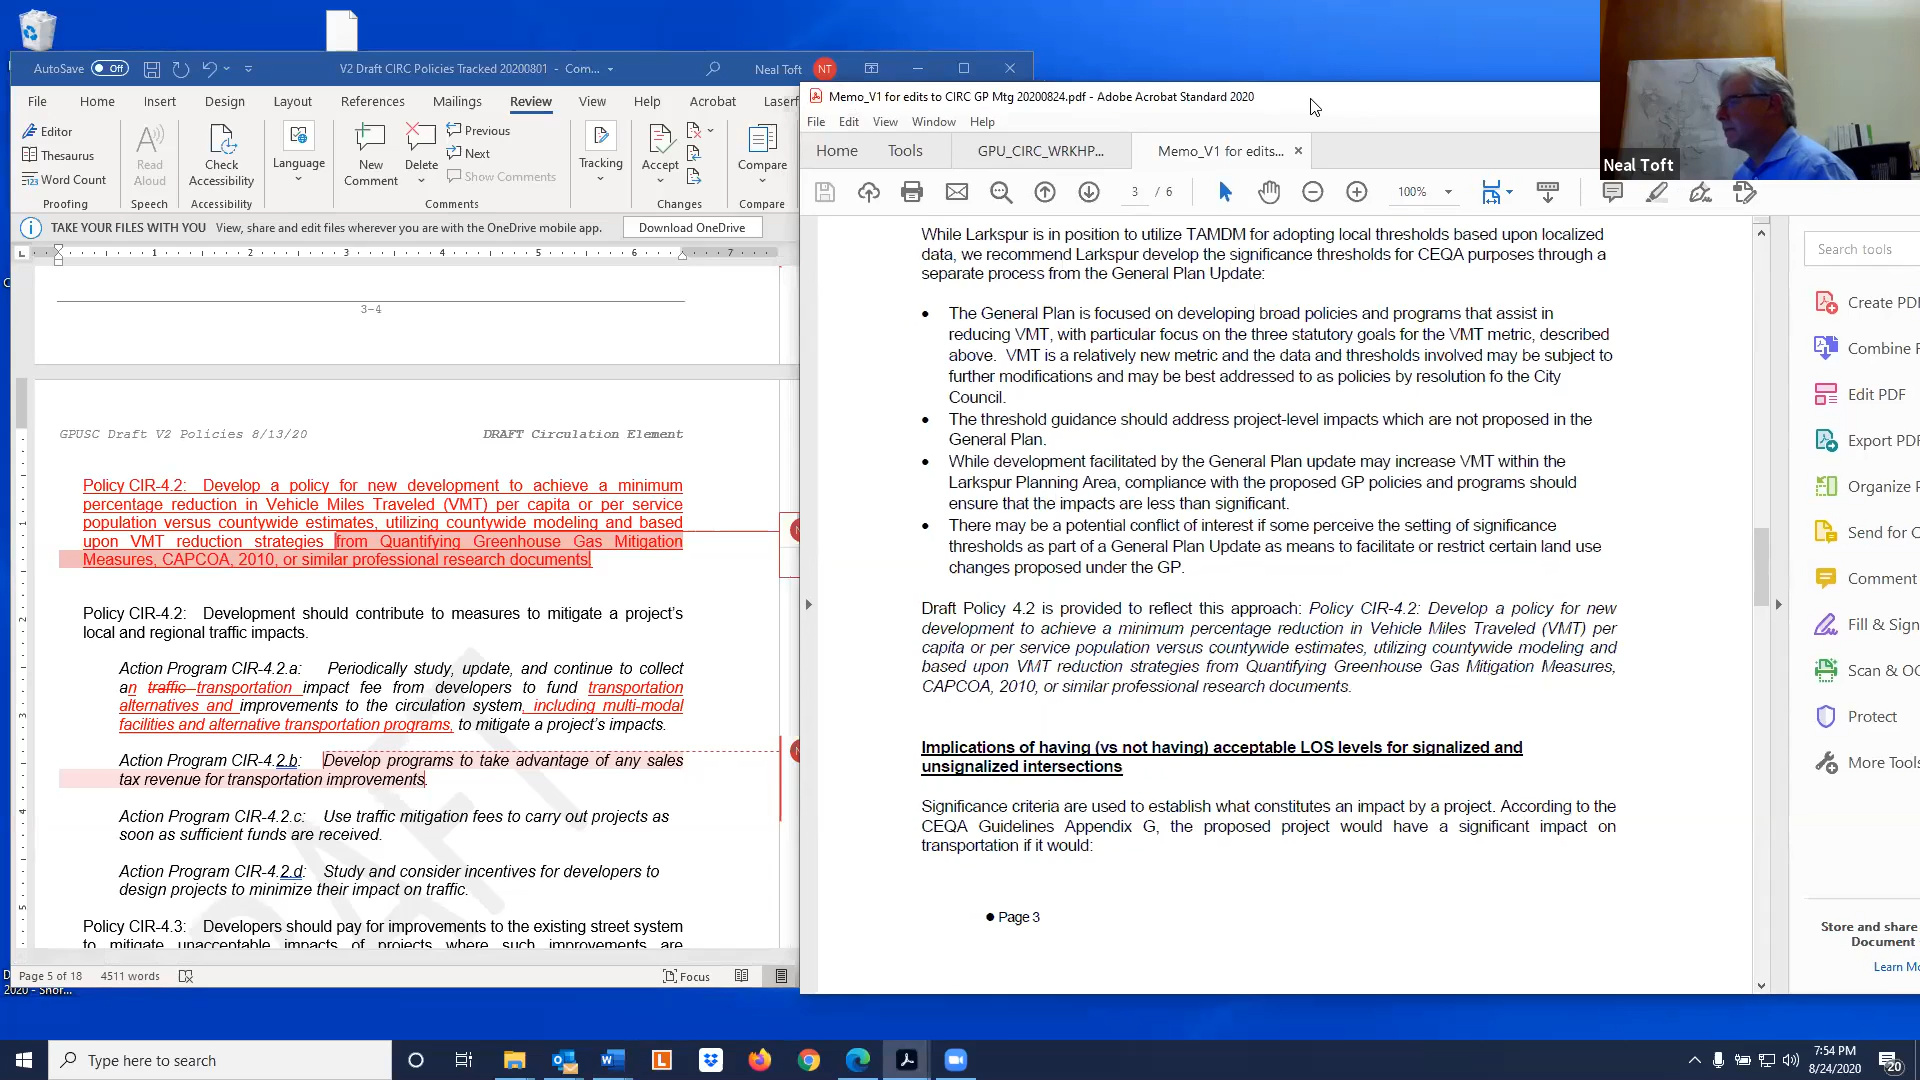 AutoSave Off
V2 Draft CIRC Policies Tracked 20200801 - Com...
Neal Toft NT
File Home Insert Design Layout References Mailings Review View Help Acrobat Laserf
Editor
Thesaurus
Word Count
Proofing
Read Aloud
Speech
Check Accessibility
Accessibility
Language
New Comment
Delete
Previous
Next
Show Comments
Comments
Tracking
Accept
Changes
Compare
Compare
TAKE YOUR FILES WITH YOU View, share and edit files wherever you are with the OneDrive mobile app. Download OneDrive
1 2 3 4 5 6 7
3-4
GPUSC Draft V2 Policies 8/13/20 DRAFT Circulation Element
Policy CIR-4.2: Develop a policy for new development to achieve a minimum
percentage reduction in Vehicle Miles Traveled (VMT) per capita or per service
population versus countywide estimates, utilizing countywide modeling and based
upon VMT reduction strategies from Quantifying Greenhouse Gas Mitigation
Measures, CAPCOA, 2010, or similar professional research documents.
Policy CIR-4.2: Development should contribute to measures to mitigate a project's
local and regional traffic impacts.
Action Program CIR-4.2.a: Periodically study, update, and continue to collect
an traffic transportation impact fee from developers to fund transportation
alternatives and improvements to the circulation system, including multi-modal
facilities and alternative transportation programs, to mitigate a project's impacts.
Action Program CIR-4.2.b: Develop programs to take advantage of any sales
tax revenue for transportation improvements.
Action Program CIR-4.2.c: Use traffic mitigation fees to carry out projects as
soon as sufficient funds are received.
Action Program CIR-4.2.d: Study and consider incentives for developers to
design projects to minimize their impact on traffic.
Policy CIR-4.3: Developers should pay for improvements to the existing street system
to mitigate unacceptable impacts of projects where such improvements are
DRAFT
Page 5 of 18 4511 words Focus
2020 - Shor...
Memo_V1 for edits to CIRC GP Mtg 20200824.pdf - Adobe Acrobat Standard 2020
File Edit View Window Help
Home Tools GPU_CIRC_WRKHP... Memo_V1 for edits... ×
3 / 6 100%
While Larkspur is in position to utilize TAMDM for adopting local thresholds based upon localized
data, we recommend Larkspur develop the significance thresholds for CEQA purposes through a
separate process from the General Plan Update:
• The General Plan is focused on developing broad policies and programs that assist in
reducing VMT, with particular focus on the three statutory goals for the VMT metric, described
above. VMT is a relatively new metric and the data and thresholds involved may be subject to
further modifications and may be best addressed to as policies by resolution fo the City
Council.
• The threshold guidance should address project-level impacts which are not proposed in the
General Plan.
• While development facilitated by the General Plan update may increase VMT within the
Larkspur Planning Area, compliance with the proposed GP policies and programs should
ensure that the impacts are less than significant.
• There may be a potential conflict of interest if some perceive the setting of significance
thresholds as part of a General Plan Update as means to facilitate or restrict certain land use
changes proposed under the GP.
Draft Policy 4.2 is provided to reflect this approach: Policy CIR-4.2: Develop a policy for new
development to achieve a minimum percentage reduction in Vehicle Miles Traveled (VMT) per
capita or per service population versus countywide estimates, utilizing countywide modeling and
based upon VMT reduction strategies from Quantifying Greenhouse Gas Mitigation Measures,
CAPCOA, 2010, or similar professional research documents.
Implications of having (vs not having) acceptable LOS levels for signalized and
unsignalized intersections
Significance criteria are used to establish what constitutes an impact by a project. According to the
CEQA Guidelines Appendix G, the proposed project would have a significant impact on
transportation if it would:
• Page 3
Neal Toft
Search tools
Create PDF
Combine F
Edit PDF
Export PDF
Organize P
Send for C
Comment
Fill & Sign
Scan & OC
Protect
More Tools
Store and share
Document
Learn Mo
Type here to search
7:54 PM
8/24/2020
20